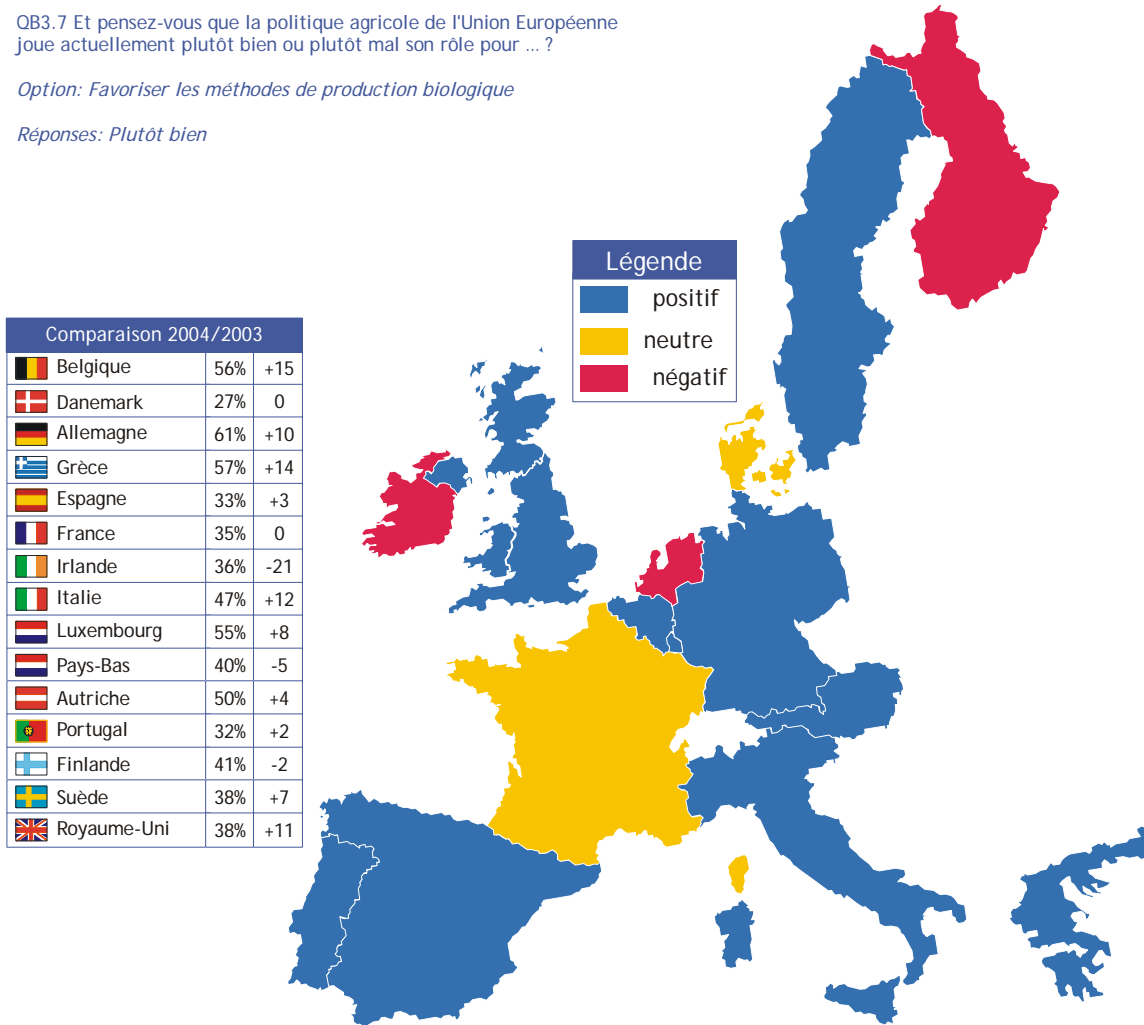 QB3.7 Et pensez-vous que la politique agricole de l'Union Européenne
joue actuellement plutôt bien ou plutôt mal son rôle pour ... ?
Option: Favoriser les méthodes de production biologique
Réponses: Plutôt bien
Légende
positif
neutre
négatif
Comparaison 2004/2003
Belgique 56% +15
Danemark 27% 0
Allemagne 61% +10
Grèce 57% +14
Espagne 33% +3
France 35% 0
Irlande 36% -21
Italie 47% +12
Luxembourg 55% +8
Pays-Bas 40% -5
Autriche 50% +4
Portugal 32% +2
Finlande 41% -2
Suède 38% +7
Royaume-Uni 38% +11